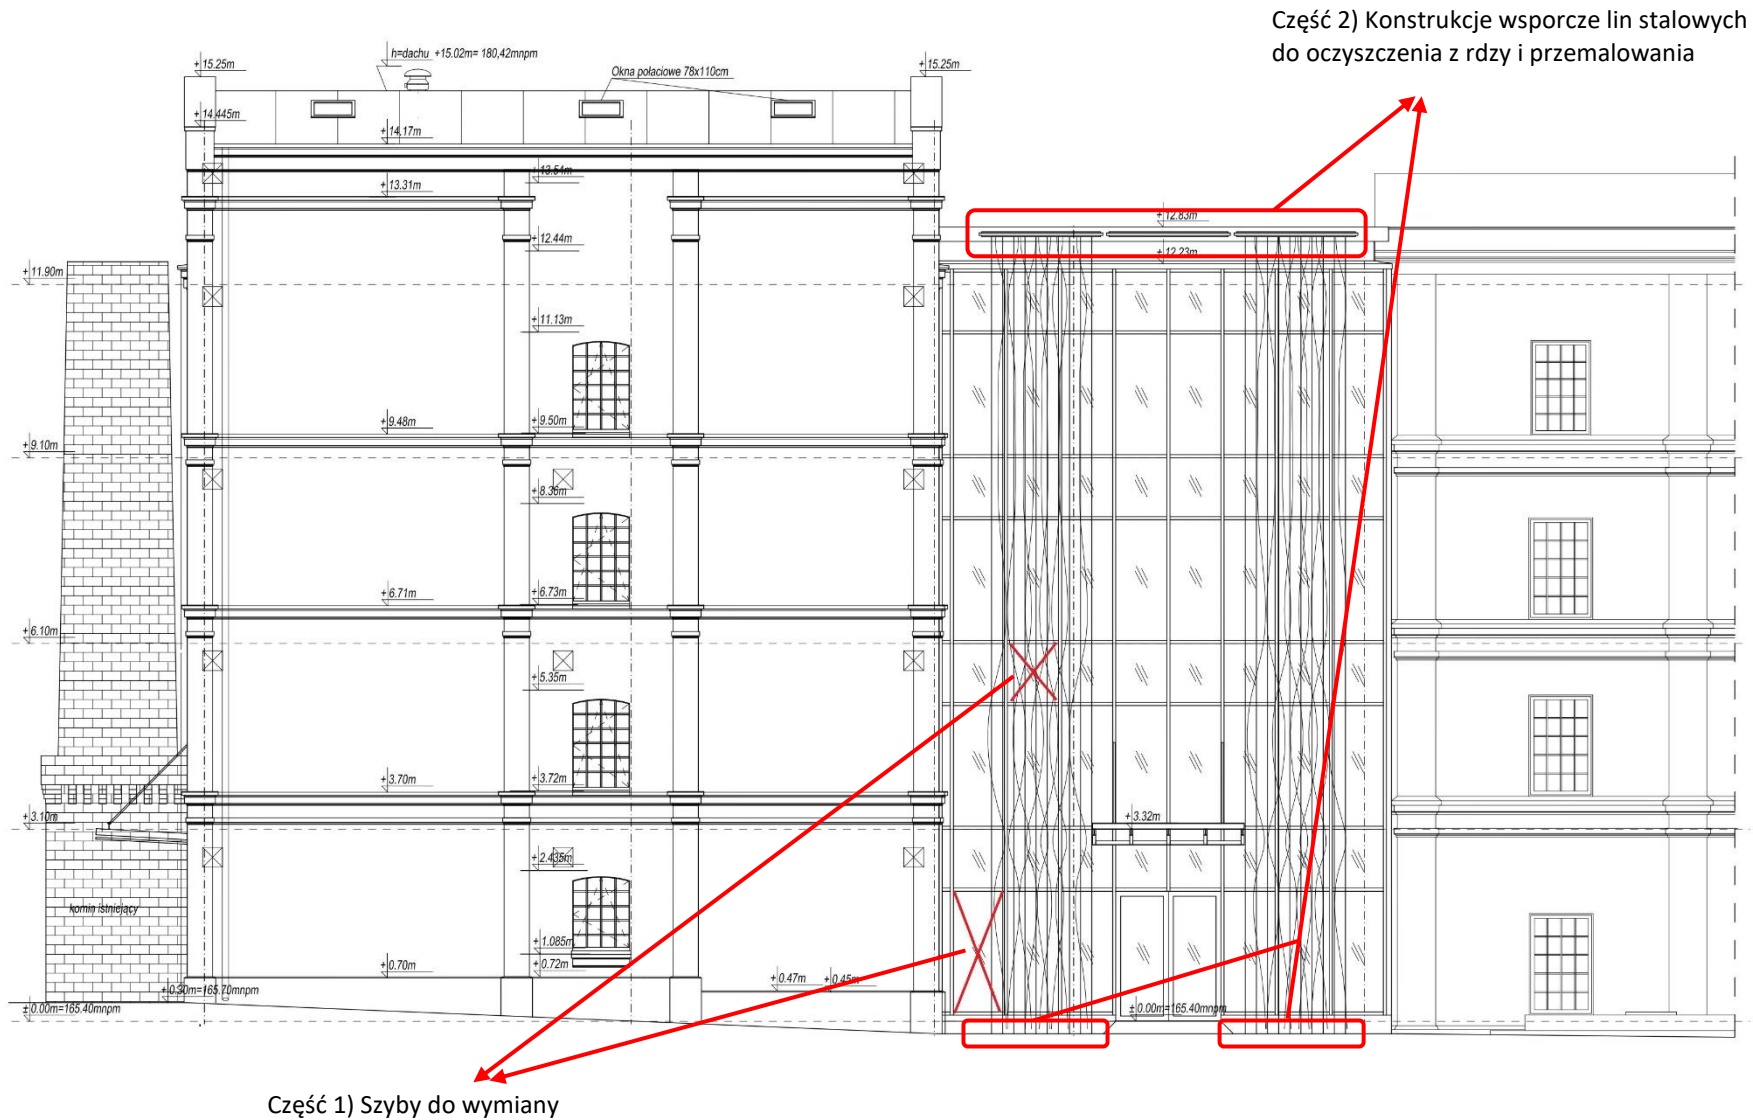 Część 2) Konstrukcje wsporcze lin stalowych
do oczyszczenia z rdzy i przemalowania
h=dachu +15.02m= 180,42mnpm
+ 15.25m
Okna połaciowe 78x110cm
+ 15.25m
+ 14.445m
+ 14.17m
+ 13.54m
+ 13.31m
+ 12.83m
+ 12.44m
+ 12.23m
+ 11.90m
+ 11.13m
+ 9.48m
+ 9.50m
+ 9.10m
+ 8.36m
+ 6.71m
+ 6.73m
+ 6.10m
+ 5.35m
+ 3.70m
+ 3.72m
+ 3.10m
+ 3.32m
+ 2.435m
komin istniejący
+ 1.085m
+ 0.70m
+ 0.72m
+ 0.47m
+ 0.45m
+ 0.30m=165.70mnpm
± 0.00m=165.40mnpm
± 0.00m=165.40mnpm
Część 1) Szyby do wymiany